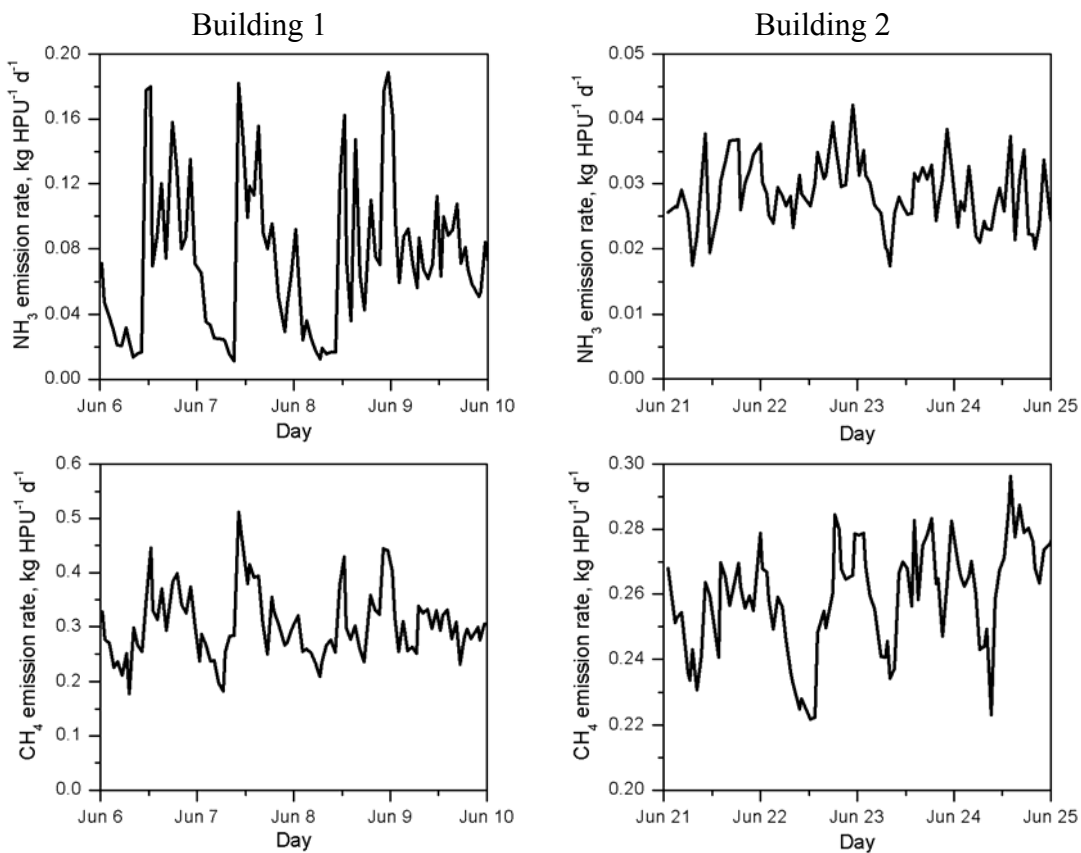 Building 1
Building 2
NH₃ emission rate, kg HPU⁻¹ d⁻¹
0.20
0.16
0.12
0.08
0.04
0.00
Jun 6 Jun 7 Jun 8 Jun 9 Jun 10
Day
NH₃ emission rate, kg HPU⁻¹ d⁻¹
0.05
0.04
0.03
0.02
0.01
0.00
Jun 21 Jun 22 Jun 23 Jun 24 Jun 25
Day
CH₄ emission rate, kg HPU⁻¹ d⁻¹
0.6
0.5
0.4
0.3
0.2
0.1
0.0
Jun 6 Jun 7 Jun 8 Jun 9 Jun 10
Day
CH₄ emission rate, kg HPU⁻¹ d⁻¹
0.30
0.28
0.26
0.24
0.22
0.20
Jun 21 Jun 22 Jun 23 Jun 24 Jun 25
Day